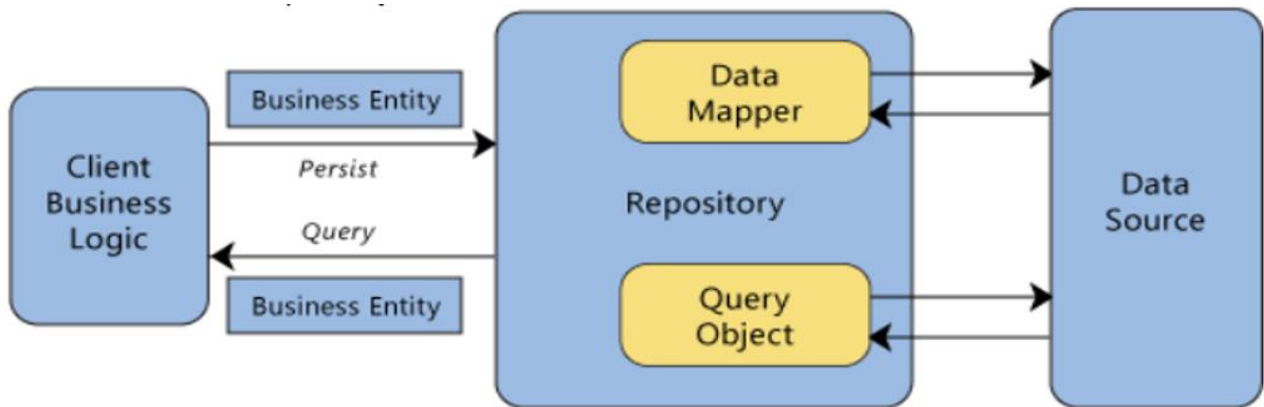 Client
Business
Logic
Business Entity
Persist
Query
Business Entity
Repository
Data
Mapper
Query
Object
Data
Source